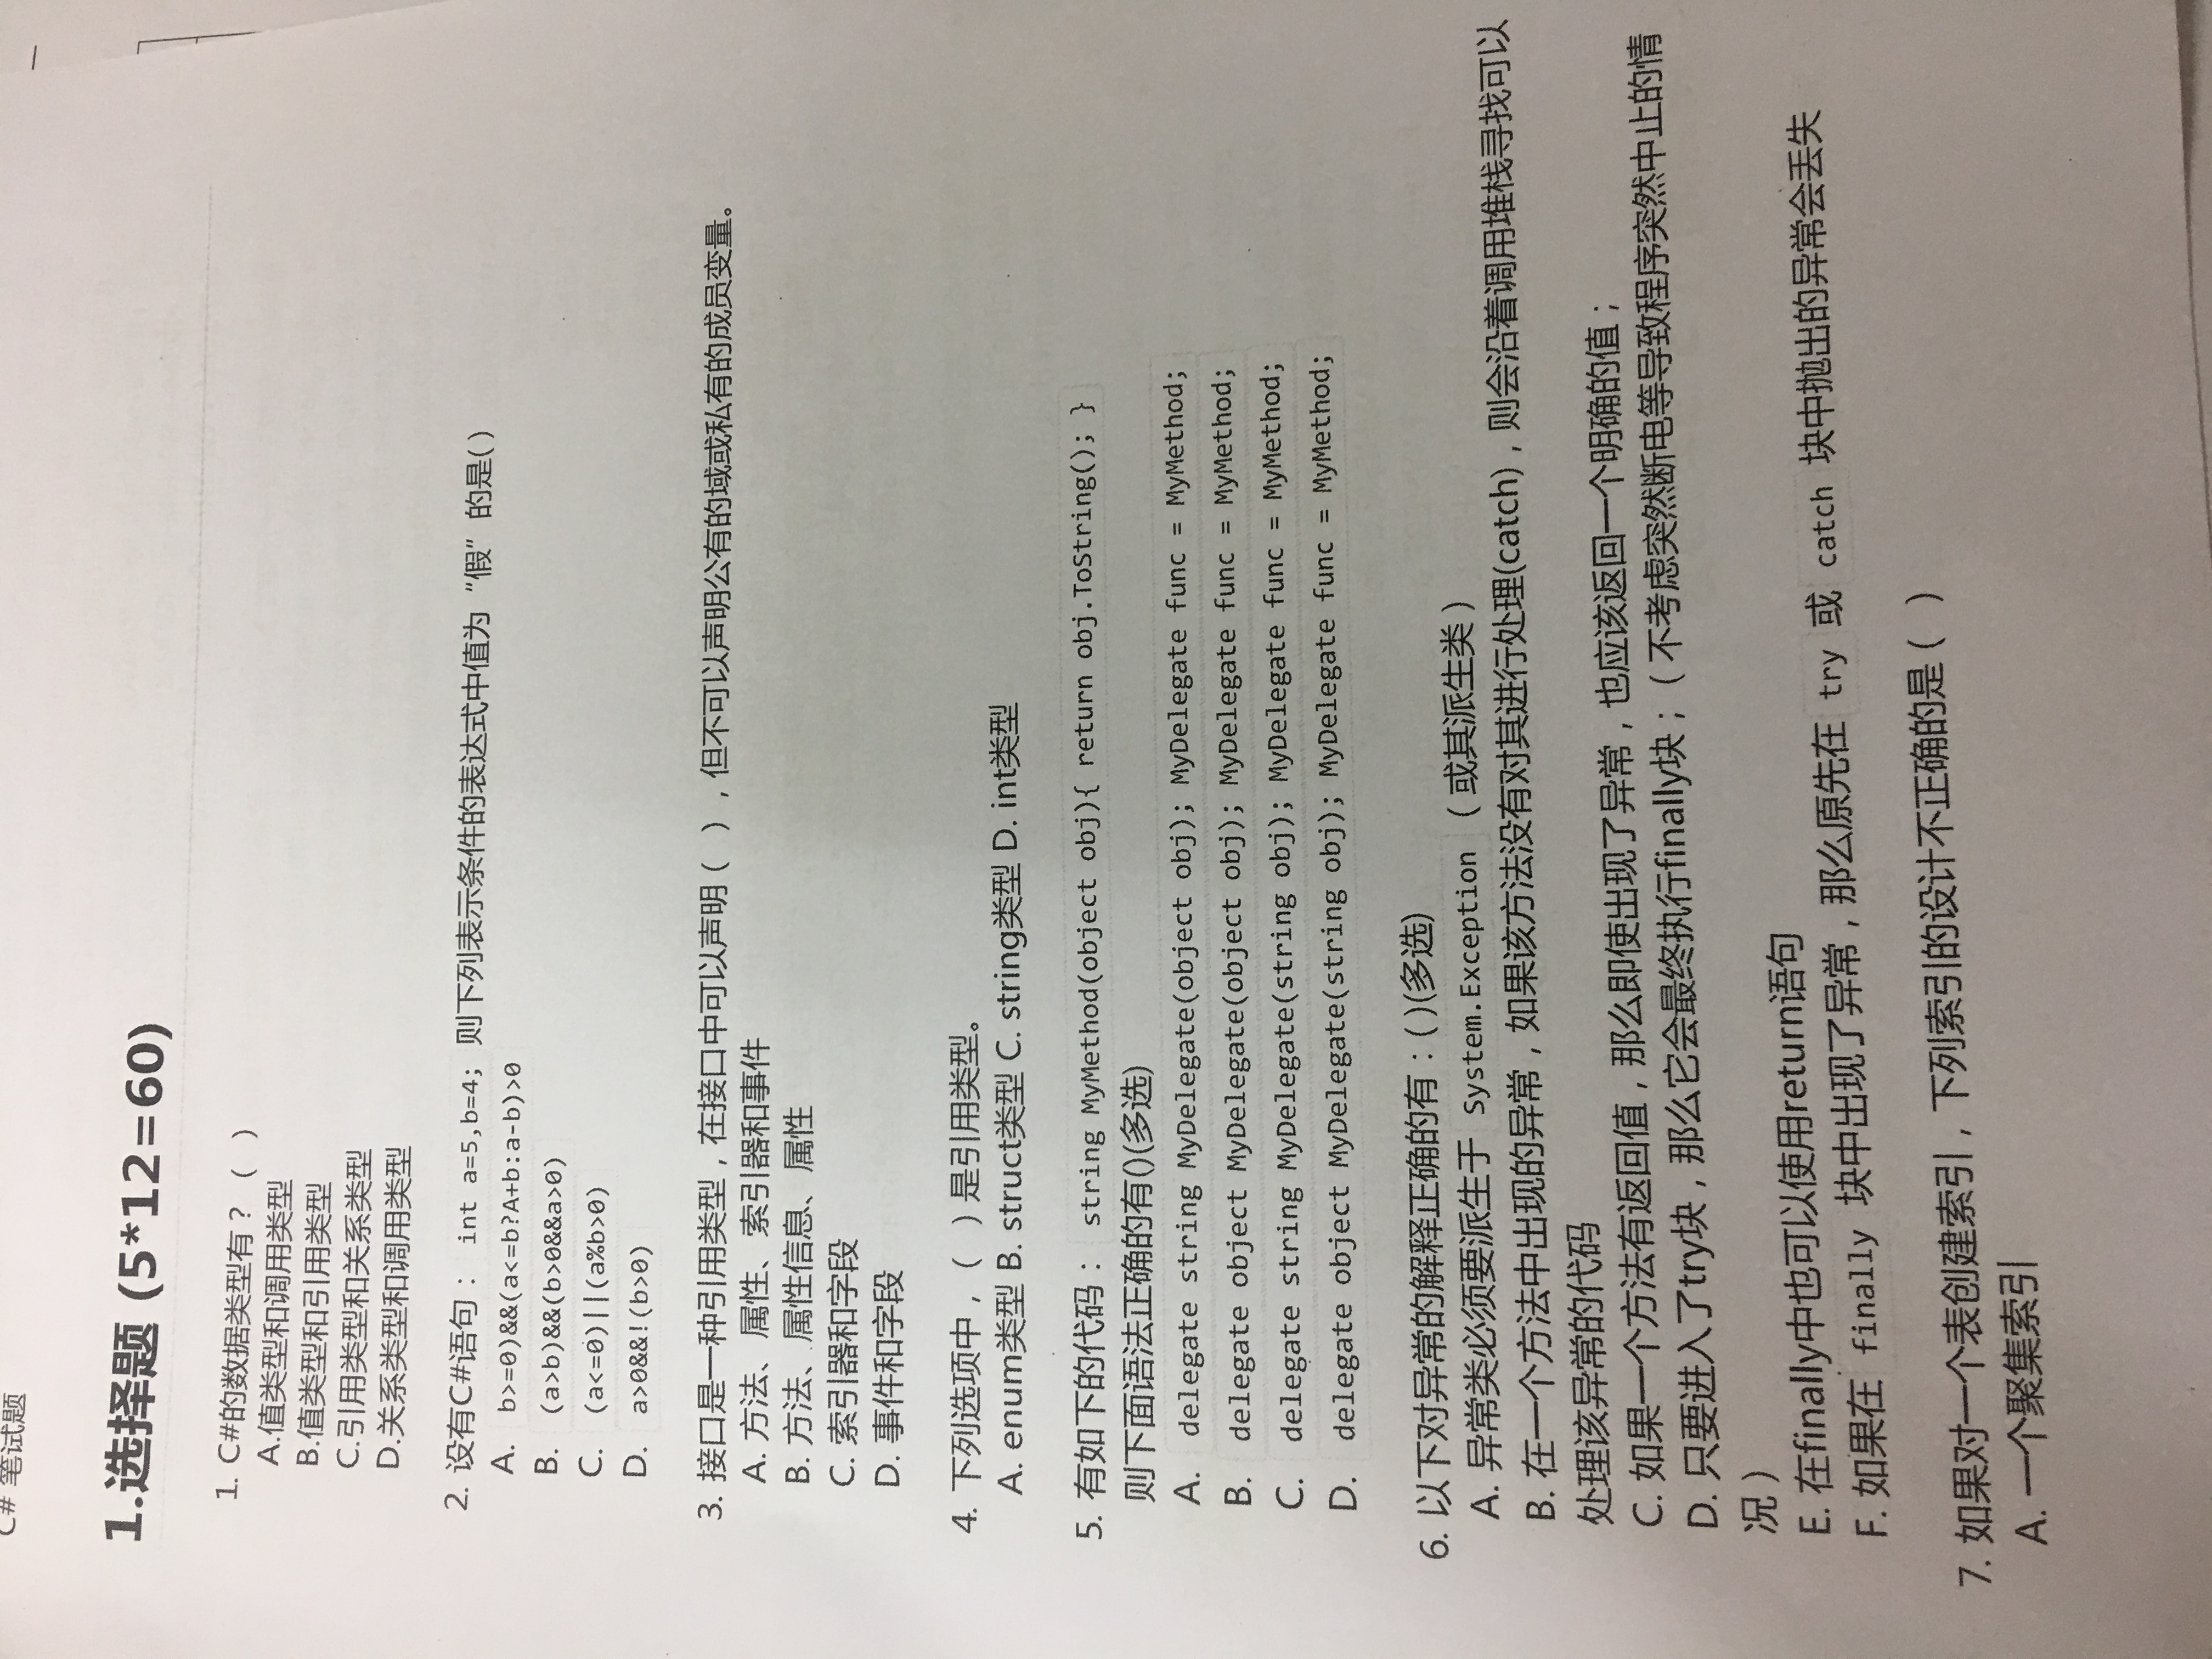 C# 笔试题
1.选择题 (5*12=60)
1. C#的数据类型有？（ ）
A.值类型和调用类型
B.值类型和引用类型
C.引用类型和关系类型
D.关系类型和调用类型
2. 设有C#语句： int a=5,b=4; 则下列表示条件的表达式中值为“假”的是( )
A. b>=0)&&(a<=b?A+b:a-b)>0
B. (a>b)&&(b>0&&a>0)
C. (a<=0)||(a%b>0)
D. a>0&&!(b>0)
3. 接口是一种引用类型，在接口中可以声明（ ），但不可以声明公有的域或私有的成员变量。
A. 方法、属性、索引器和事件
B. 方法、属性信息、属性
C. 索引器和字段
D. 事件和字段
4. 下列选项中，（ ）是引用类型。
A. enum类型 B. struct类型 C. string类型 D. int类型
5. 有如下的代码： string MyMethod(object obj){ return obj.ToString(); }
则下面语法正确的有()(多选)
A. delegate string MyDelegate(object obj); MyDelegate func = MyMethod;
B. delegate object MyDelegate(object obj); MyDelegate func = MyMethod;
C. delegate string MyDelegate(string obj); MyDelegate func = MyMethod;
D. delegate object MyDelegate(string obj); MyDelegate func = MyMethod;
6. 以下对异常的解释正确的有：( )(多选)
A. 异常类必须要派生于 System.Exception （或其派生类）
B. 在一个方法中出现的异常，如果该方法没有对其进行处理(catch)，则会沿着调用堆栈寻找可以
处理该异常的代码
C. 如果一个方法有返回值，那么即使出现了异常，也应该返回一个明确的值；
D. 只要进入了try块，那么它会最终执行finally块；（不考虑突然断电等导致程序突然中止的情
况）
E. 在finally中也可以使用return语句
F. 如果在 finally 块中出现了异常，那么原先在 try 或 catch 块中抛出的异常会丢失
7. 如果对一个表创建索引，下列索引的设计不正确的是（ ）
A. 一个聚集索引